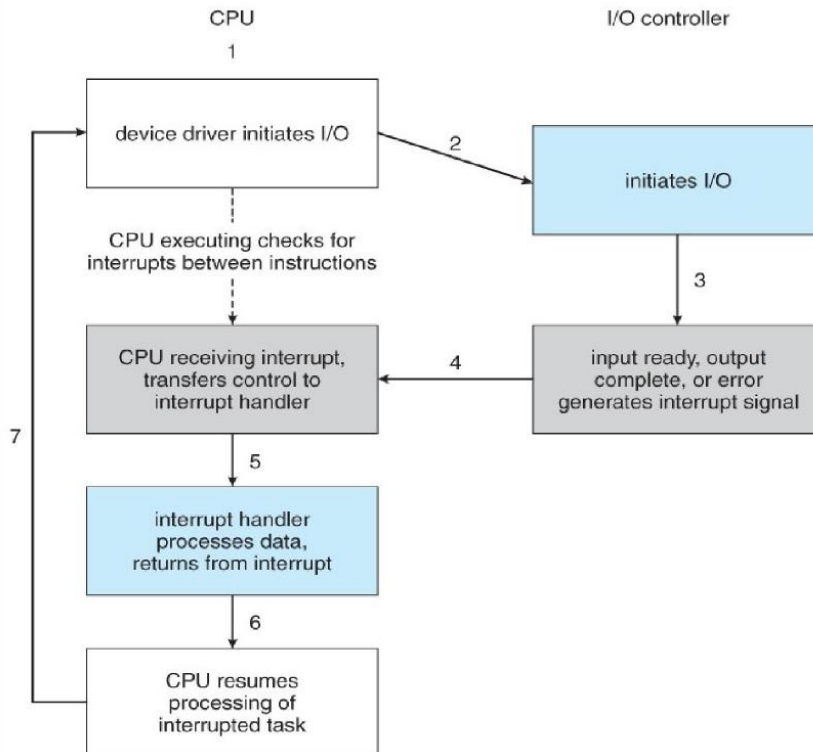 CPU
I/O controller
1
device driver initiates I/O
2
initiates I/O
CPU executing checks for
interrupts between instructions
3
CPU receiving interrupt,
transfers control to
interrupt handler
4
input ready, output
complete, or error
generates interrupt signal
7
5
interrupt handler
processes data,
returns from interrupt
6
CPU resumes
processing of
interrupted task